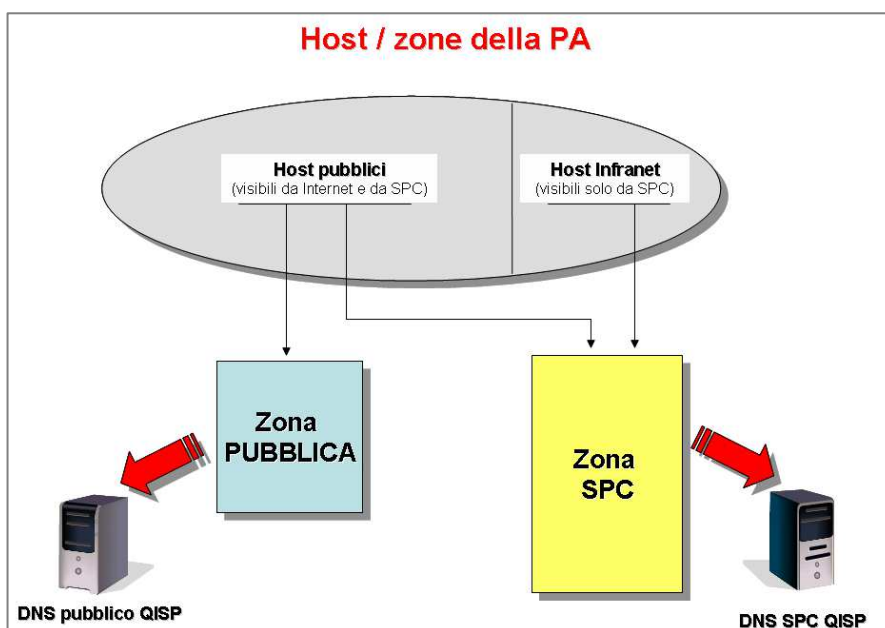 Host / zone della PA
Host pubblici
(visibili da Internet e da SPC)
Host Infranet
(visibili solo da SPC)
Zona
PUBBLICA
Zona
SPC
DNS pubblico QISP
DNS SPC QISP